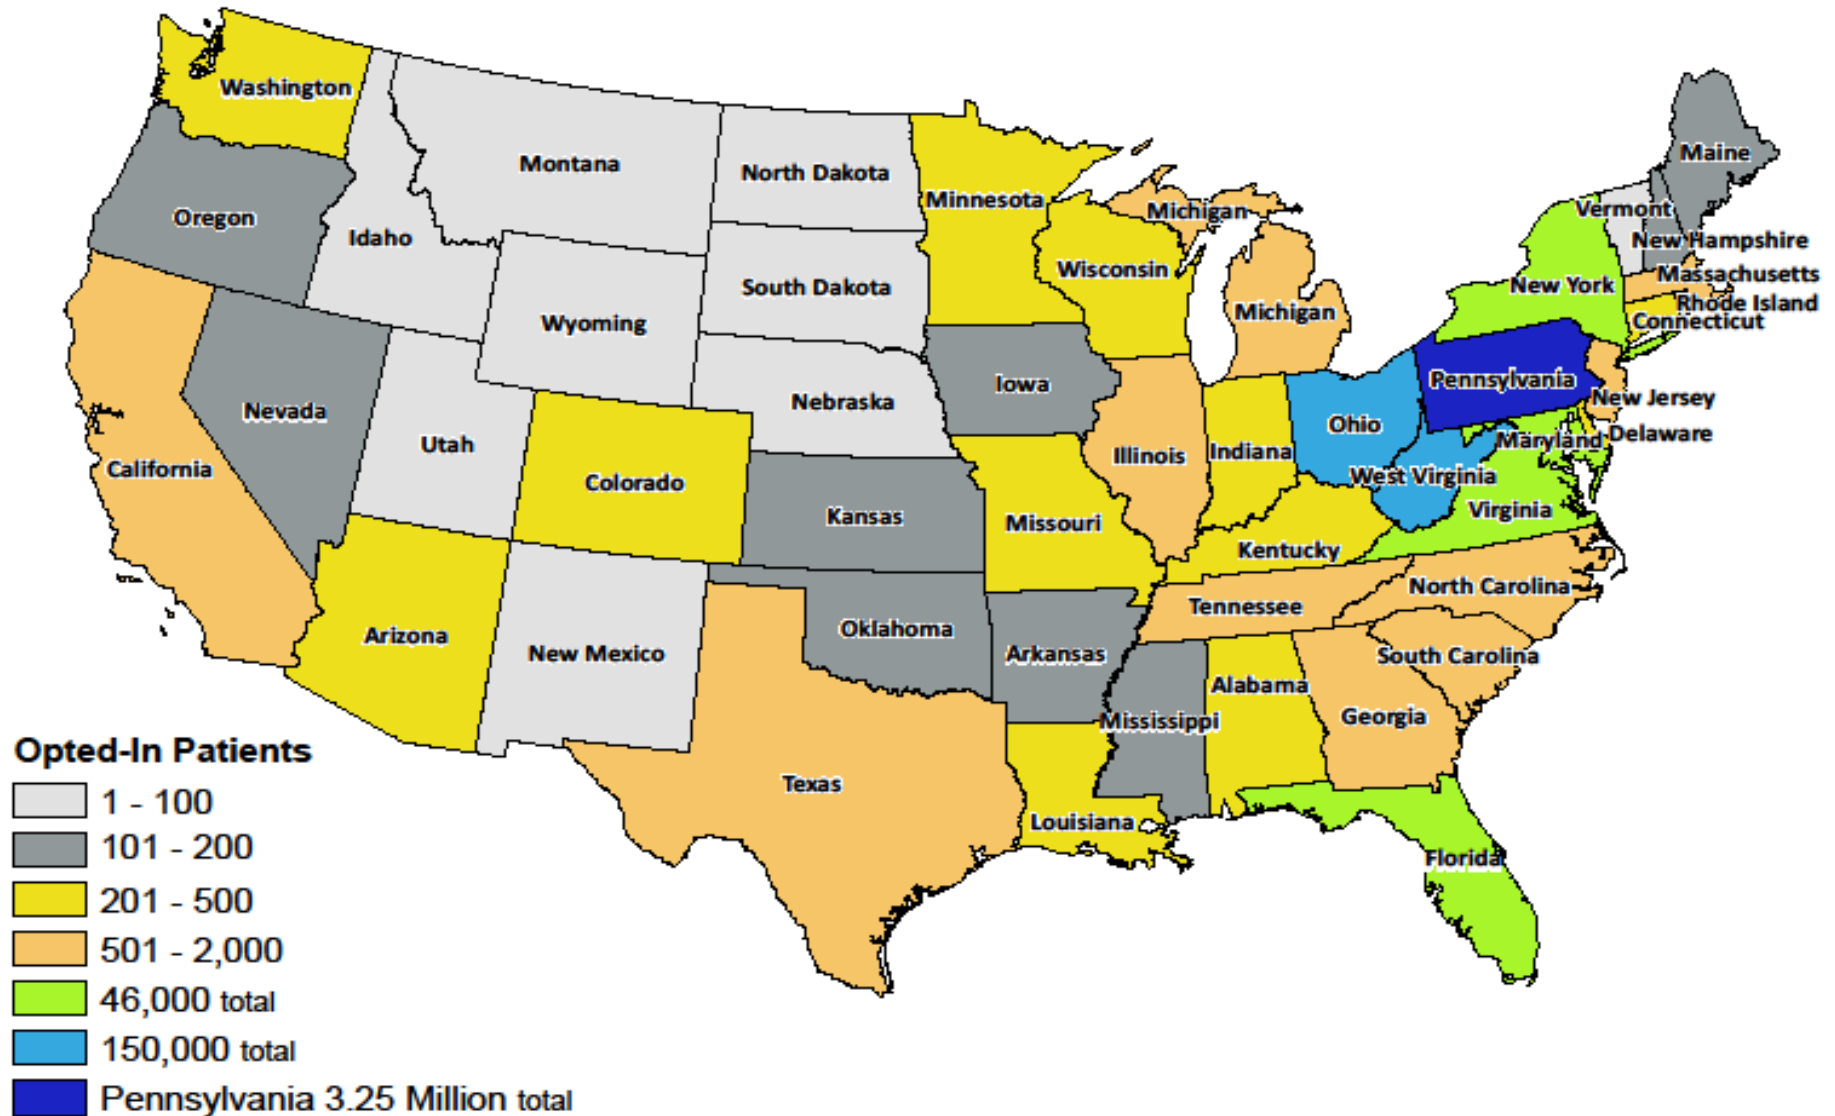 Washington
Montana
North Dakota
Minnesota
Maine
Oregon
Idaho
Michigan
Vermont
New Hampshire
Wisconsin
Massachusetts
South Dakota
New York
Rhode Island
Wyoming
Michigan
Connecticut
Iowa
Pennsylvania
Nebraska
New Jersey
Nevada
Ohio
Utah
Maryland
Delaware
Illinois
Indiana
California
West Virginia
Colorado
Kansas
Missouri
Virginia
Kentucky
North Carolina
Tennessee
Arizona
Oklahoma
New Mexico
Arkansas
South Carolina
Alabama
Mississippi
Georgia
Texas
Louisiana
Florida
Opted-In Patients
1 - 100
101 - 200
201 - 500
501 - 2,000
46,000 total
150,000 total
Pennsylvania 3.25 Million total